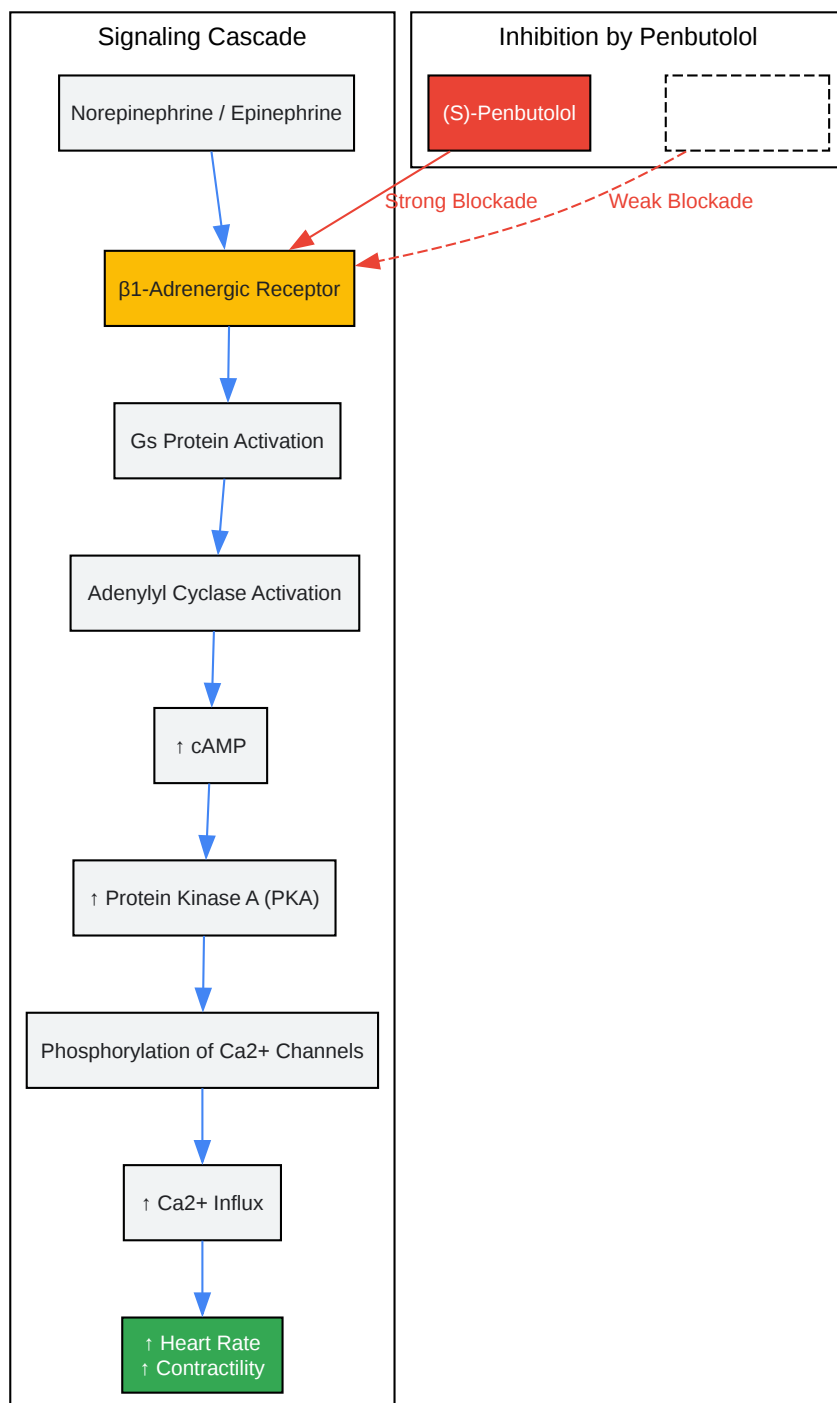 Signaling Cascade
Inhibition by Penbutolol
Norepinephrine / Epinephrine
(S)-Penbutolol
Strong Blockade
Weak Blockade
β1-Adrenergic Receptor
Gs Protein Activation
Adenylyl Cyclase Activation
↑ cAMP
↑ Protein Kinase A (PKA)
Phosphorylation of Ca2+ Channels
↑ Ca2+ Influx
↑ Heart Rate
↑ Contractility